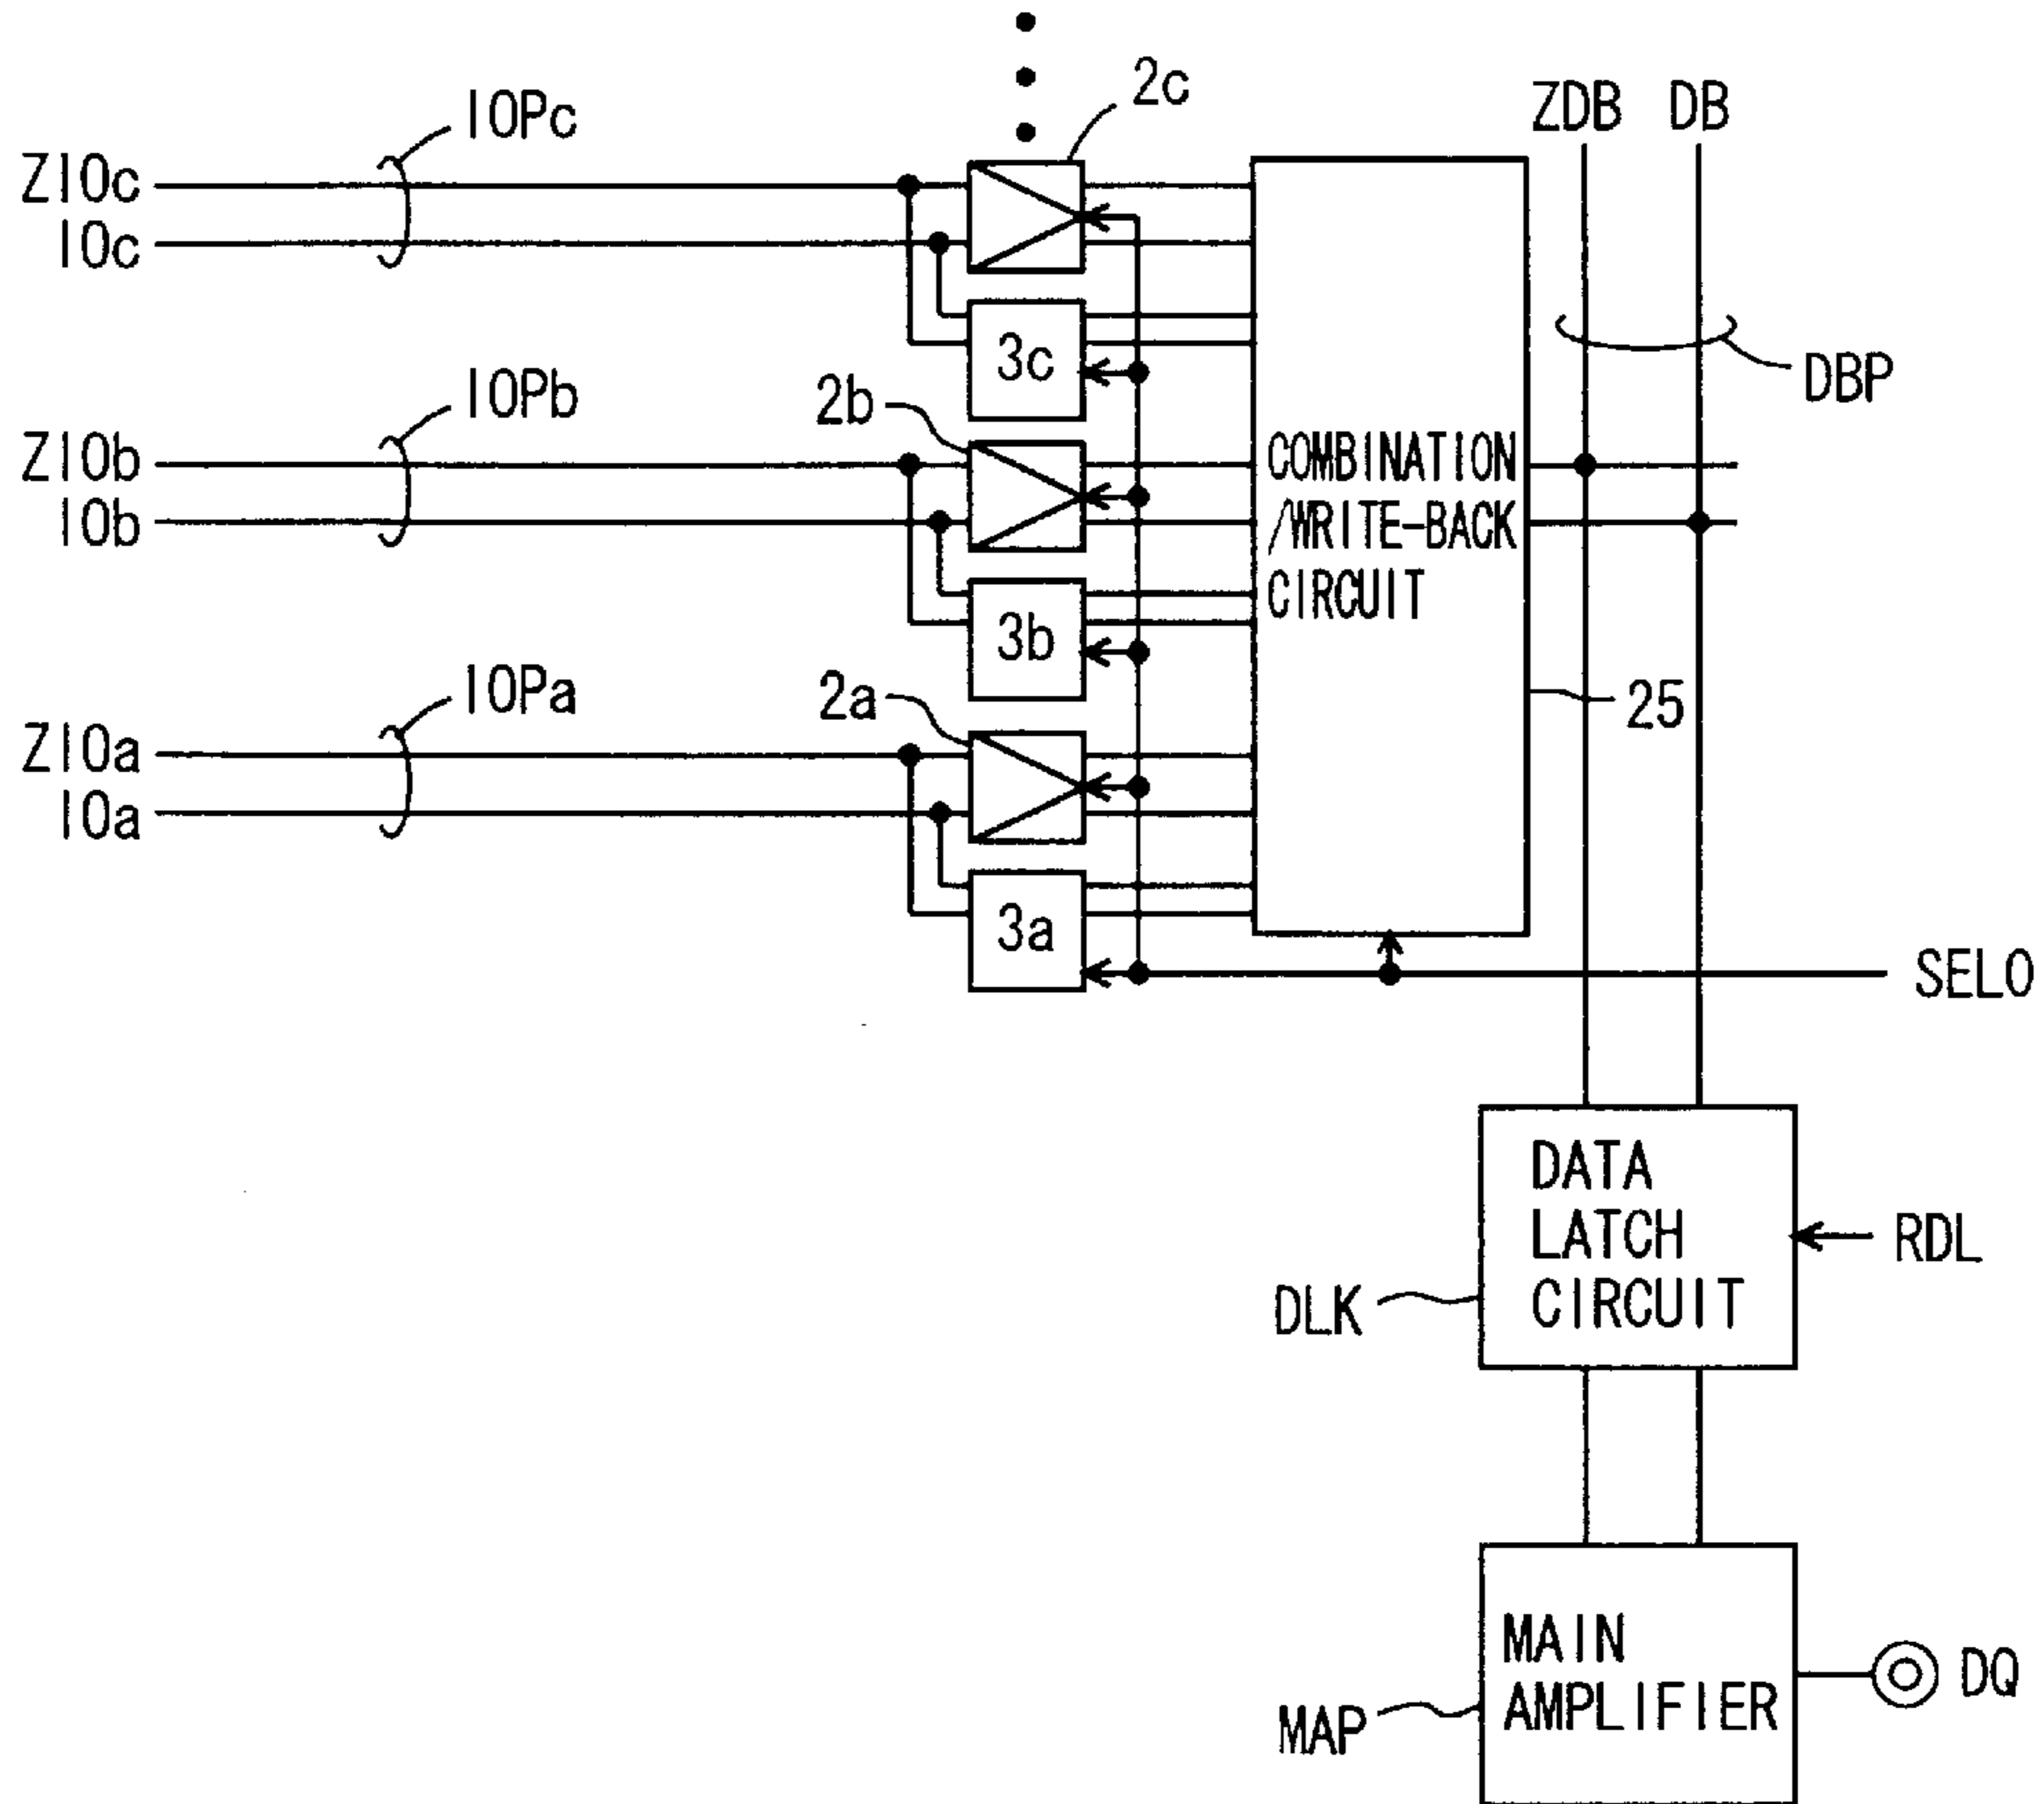 2c
ZDB DB
IOPc
ZIOc
IOc
3c
DBP
IOPb
2b
ZIOb
IOb
COMBINATION
/WRITE-BACK
CIRCUIT
3b
IOPa
2a
25
ZIOa
IOa
3a
SEL0
DATA
LATCH
CIRCUIT
RDL
DLK
MAIN
AMPLIFIER
DQ
MAP